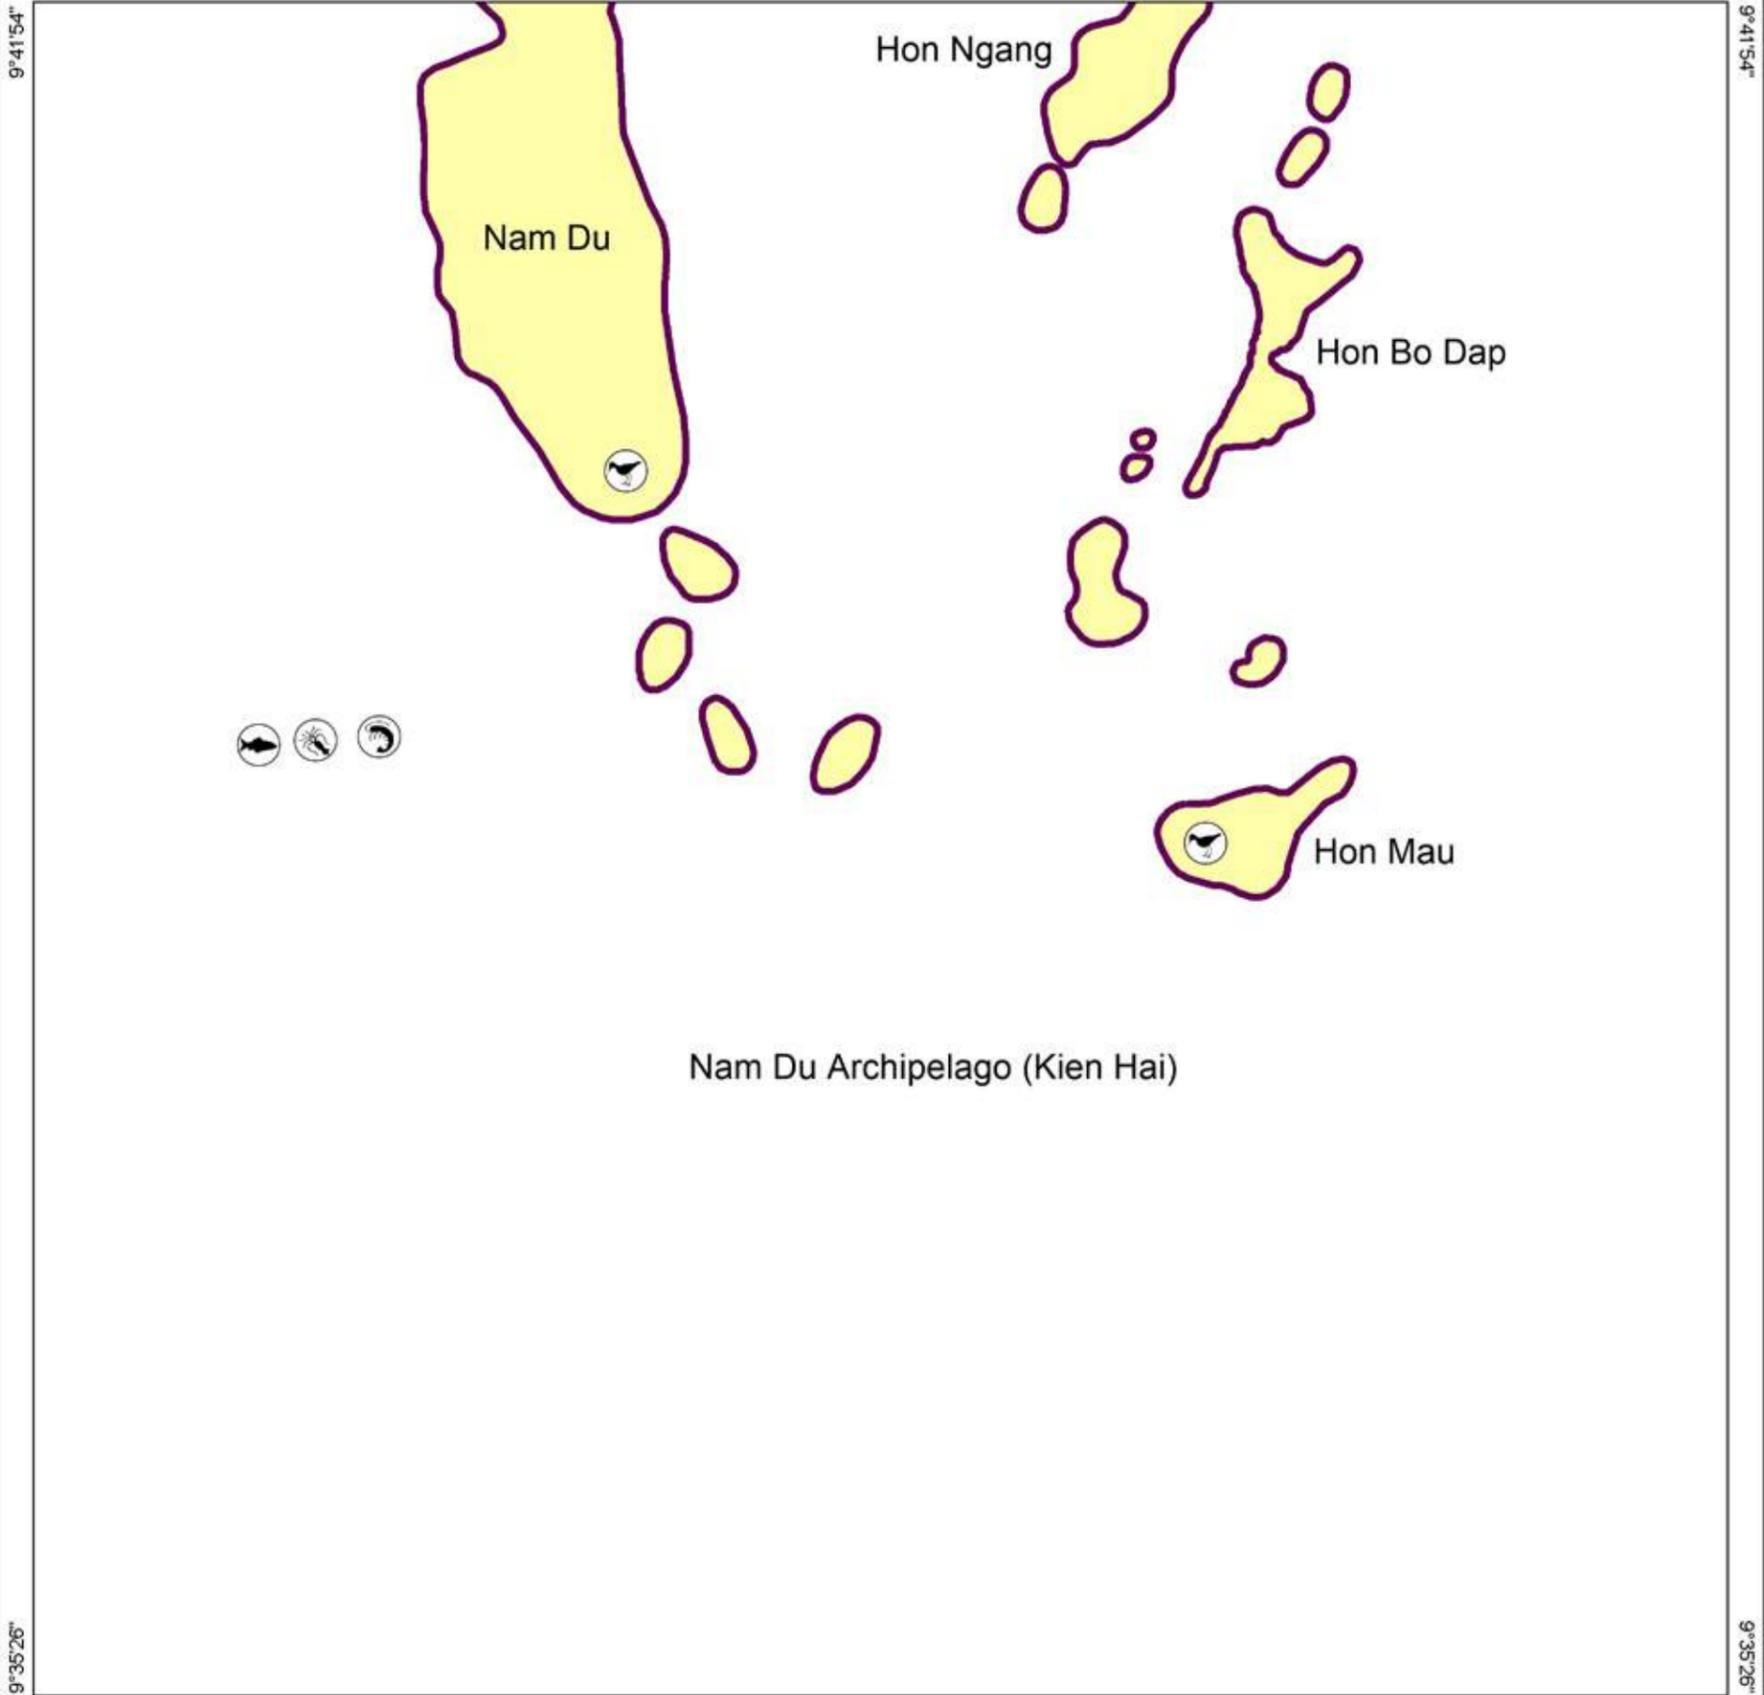 9°41'54"
9°41'54"
Hon Ngang
Nam Du
Hon Bo Dap
Hon Mau
Nam Du Archipelago (Kien Hai)
9°35'26"
9°35'26"